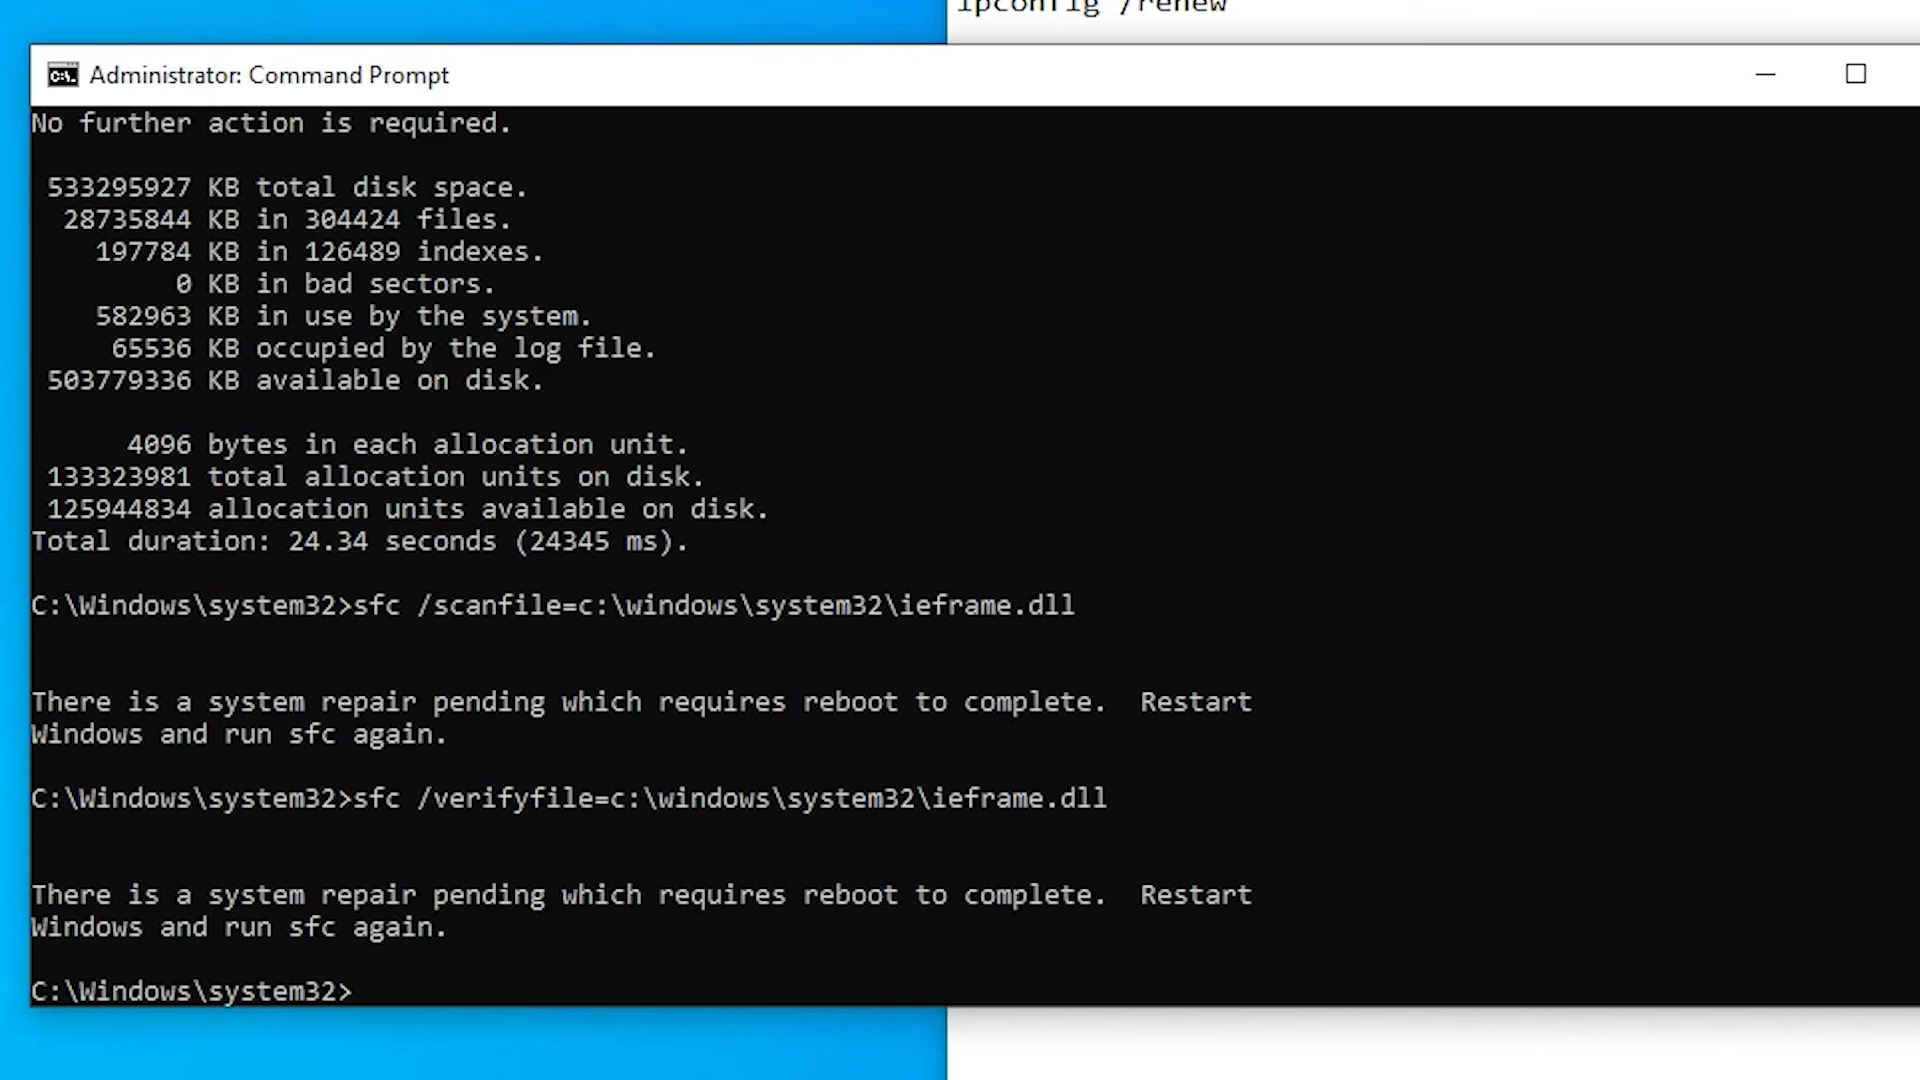 ipconfig /renew
Administrator: Command Prompt
No further action is required.
533295927 KB total disk space.
28735844 KB in 304424 files.
197784 KB in 126489 indexes.
0 KB in bad sectors.
582963 KB in use by the system.
65536 KB occupied by the log file.
503779336 KB available on disk.
4096 bytes in each allocation unit.
133323981 total allocation units on disk.
125944834 allocation units available on disk.
Total duration: 24.34 seconds (24345 ms).
C:\Windows\system32>sfc /scanfile=c:\windows\system32\ieframe.dll
There is a system repair pending which requires reboot to complete.  Restart
Windows and run sfc again.
C:\Windows\system32>sfc /verifyfile=c:\windows\system32\ieframe.dll
There is a system repair pending which requires reboot to complete.  Restart
Windows and run sfc again.
C:\Windows\system32>